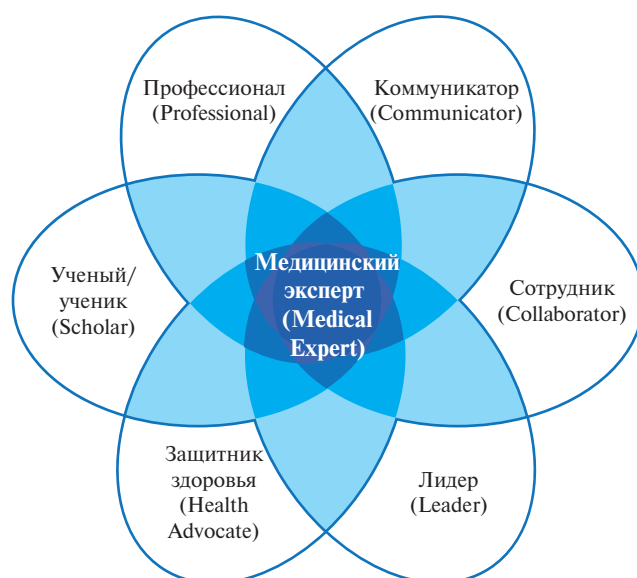 Профессионал
(Professional)
Коммуникатор
(Communicator)
Ученый/
ученик
(Scholar)
Медицинский
эксперт
(Medical
Expert)
Сотрудник
(Collaborator)
Защитник
здоровья
(Health
Advocate)
Лидер
(Leader)